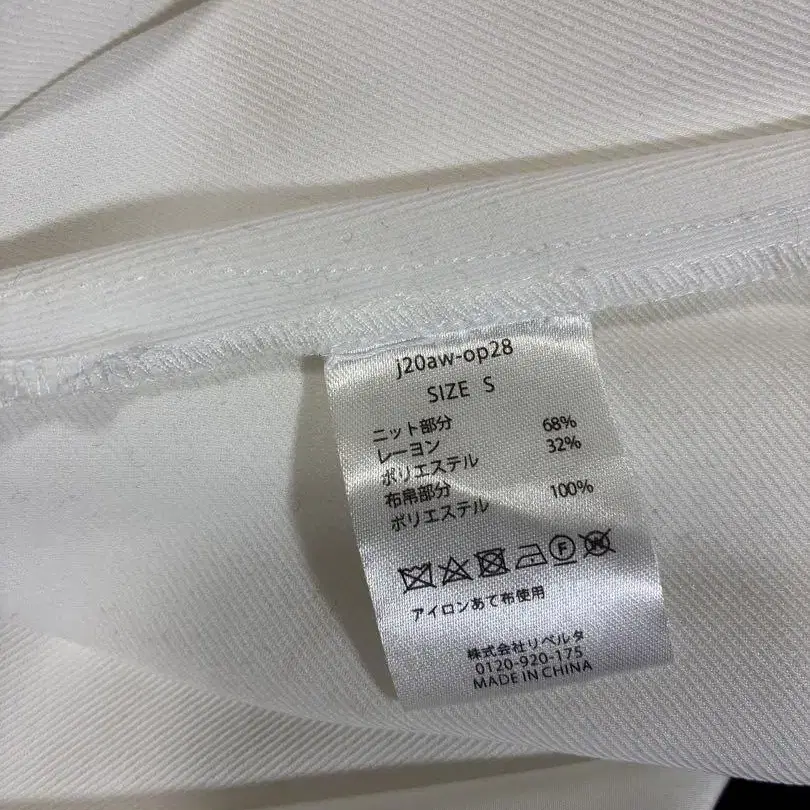 j20aw-op28
SIZE S
ニット部分
レーヨン 68%
ポリエステル 32%
布帛部分
ポリエステル 100%
F W
アイロンあて布使用
株式会社リベルタ
0120-920-175
MADE IN CHINA